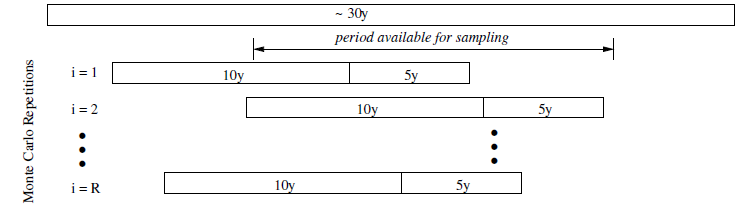 ~ 30y
period available for sampling
Monte Carlo Repetitions
i = 1 10y 5y
i = 2 10y 5y
i = R 10y 5y